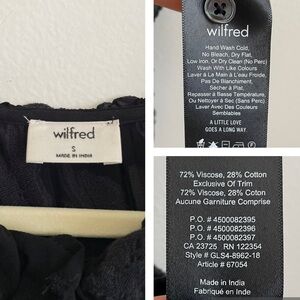 wilfred
S
MADE IN INDIA
wilfred
Hand Wash Cold,
No Bleach, Dry Flat,
Low Iron, Or Dry Clean (No Perc)
Wash With Like Colours
Laver à La Main à L'eau Froide,
Pas De Blanchiment,
Sécher à Plat,
Repasser à Basse Température,
Ou Nettoyer à Sec (Sans Perc)
Laver Avec Des Couleurs
Semblables
A LITTLE LOVE
GOES A LONG WAY.
72% Viscose, 28% Cotton
Exclusive Of Trim
72% Viscose, 28% Coton
Aucune Garniture Comprise
P.O. # 4500082395
P.O. # 4500082396
P.O. # 4500082397
CA 23725 RN 122354
Style # GLS4-8962-18
Article # 67054
Made in India
Fabriqué en Inde